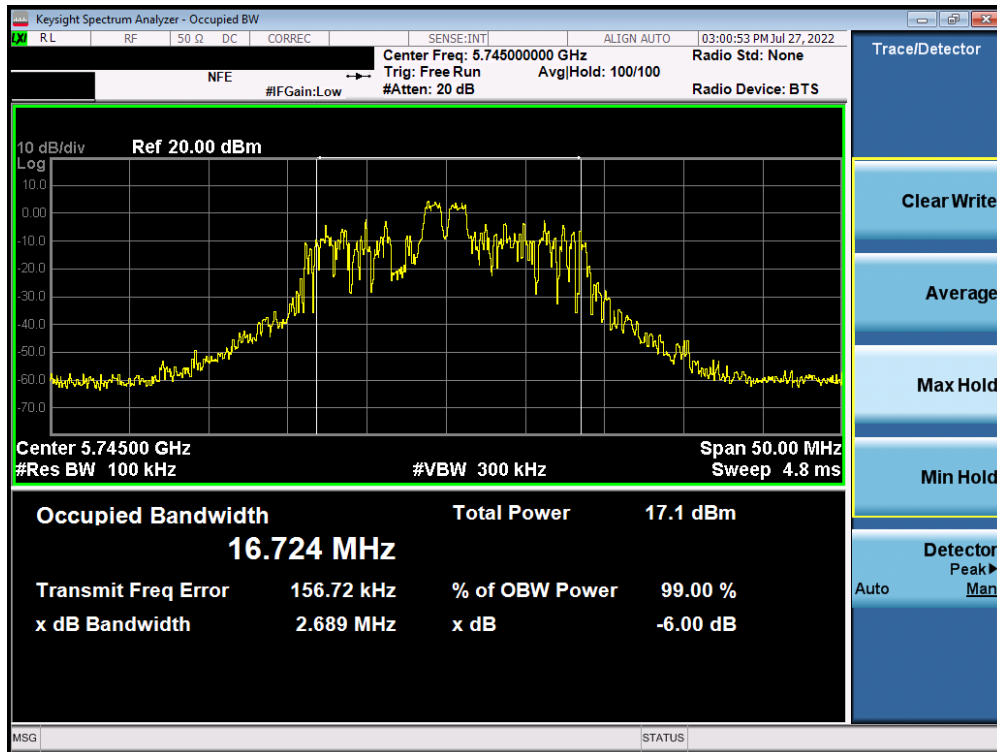 Keysight Spectrum Analyzer - Occupied BW
LXI RL RF 50 Ω DC CORREC SENSE:INT ALIGN AUTO 03:00:53 PM Jul 27, 2022
Center Freq: 5.745000000 GHz Radio Std: None
NFE Trig: Free Run Avg|Hold: 100/100
#IFGain:Low #Atten: 20 dB Radio Device: BTS
Trace/Detector
10 dB/div Ref 20.00 dBm
Log
10.0
0.00
-10.0
-20.0
-30.0
-40.0
-50.0
-60.0
-70.0
Center 5.74500 GHz Span 50.00 MHz
#Res BW 100 kHz #VBW 300 kHz Sweep 4.8 ms
Occupied Bandwidth Total Power 17.1 dBm
16.724 MHz
Transmit Freq Error 156.72 kHz % of OBW Power 99.00 %
x dB Bandwidth 2.689 MHz x dB -6.00 dB
Clear Write
Average
Max Hold
Min Hold
Detector
Peak▶
Auto Man
MSG STATUS